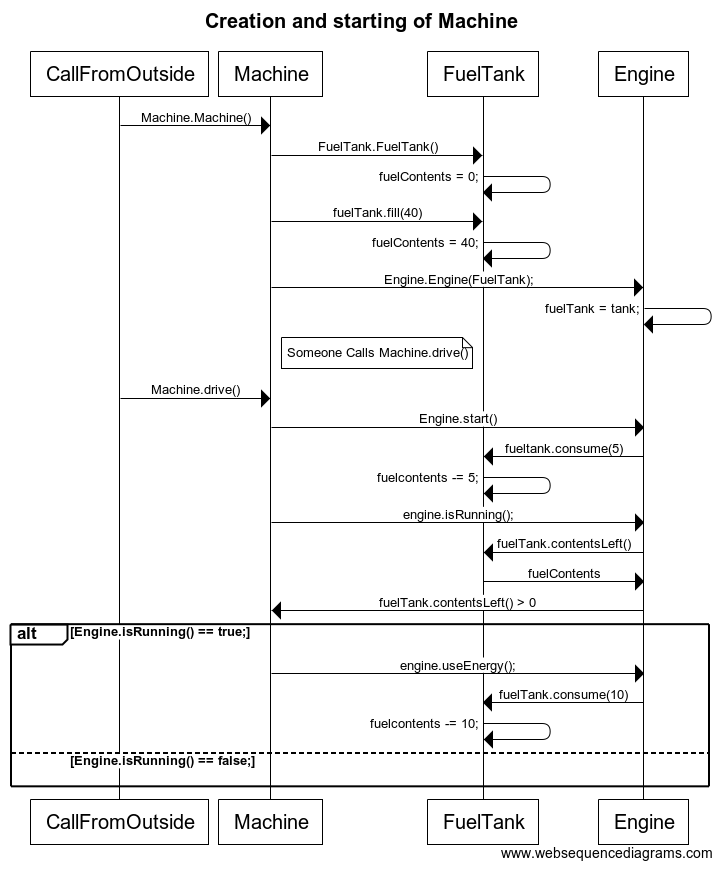 Creation and starting of Machine
CallFromOutside Machine FuelTank Engine
Machine.Machine()
FuelTank.FuelTank()
fuelContents = 0;
fuelTank.fill(40)
fuelContents = 40;
Engine.Engine(FuelTank);
fuelTank = tank;
Someone Calls Machine.drive()
Machine.drive()
Engine.start()
fueltank.consume(5)
fuelcontents -= 5;
engine.isRunning();
fuelTank.contentsLeft()
fuelContents
fuelTank.contentsLeft() > 0
alt [Engine.isRunning() == true;]
engine.useEnergy();
fuelTank.consume(10)
fuelcontents -= 10;
[Engine.isRunning() == false;]
CallFromOutside Machine FuelTank Engine
www.websequencediagrams.com